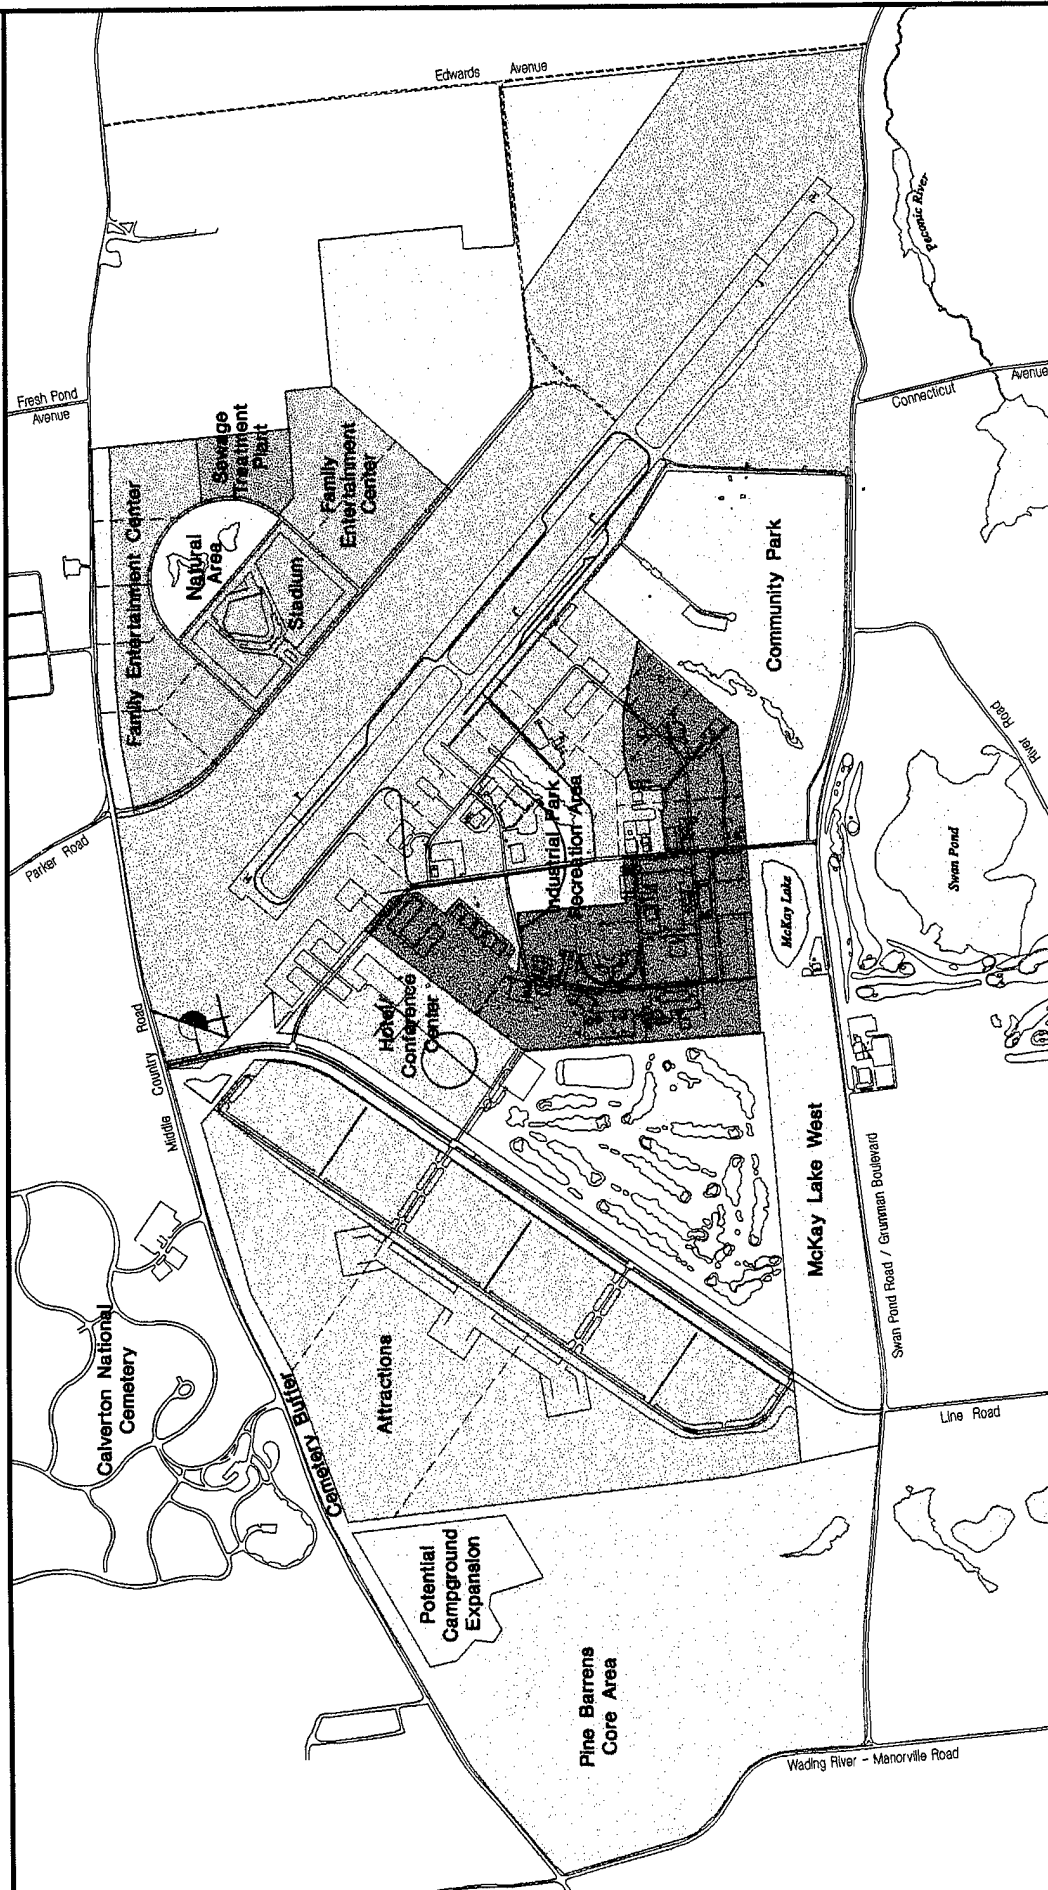 Edwards Avenue
Peconic River
Connecticut Avenue
Fresh Pond
Avenue
Sewage
Treatment
Plant
Family
Entertainment
Center
Family Entertainment Center
Natural
Area
Stadium
Community Park
River Road
Parker Road
Industrial Park
Recreation Area
Swan Pond
McKay Lake
Hotel/
Conference
Center
Middle Country Road
McKay Lake West
Swan Pond Road / Grumman Boulevard
Calverton National
Cemetery
Cemetery Buffer
Attractions
Line Road
Potential
Campground
Expansion
Pine Barrens
Core Area
Wading River - Manorville Road